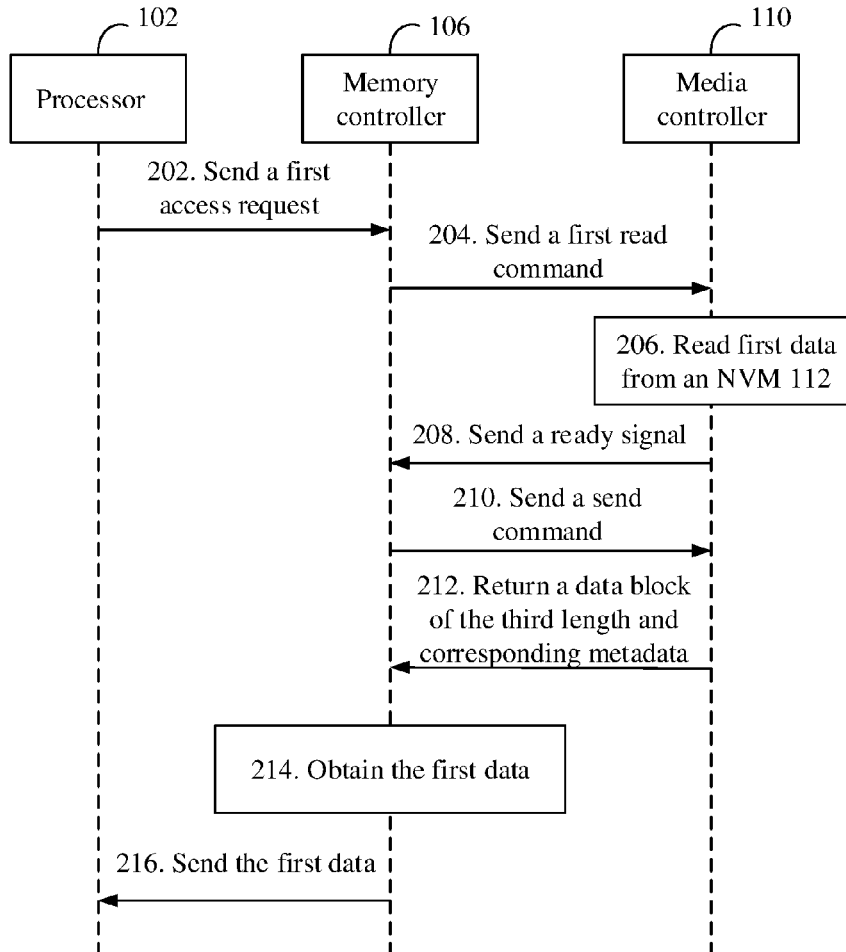 102
106
110
Processor
Memory
controller
Media
controller
202. Send a first
access request
204. Send a first read
command
206. Read first data
from an NVM 112
208. Send a ready signal
210. Send a send
command
212. Return a data block
of the third length and
corresponding metadata
214. Obtain the first data
216. Send the first data